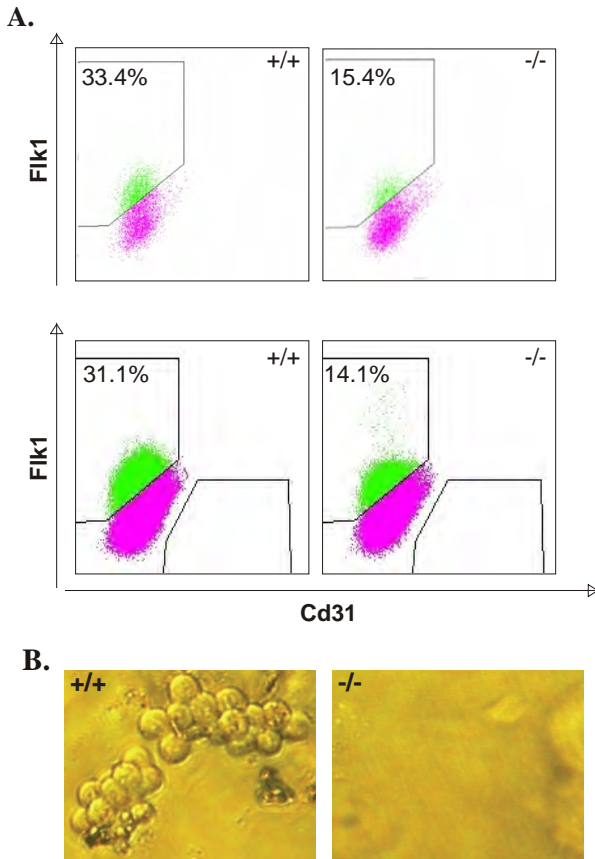 A.
33.4% +/+
15.4% -/-
Flk1
31.1% +/+
14.1% -/-
Flk1
Cd31
B.
+/+
-/-